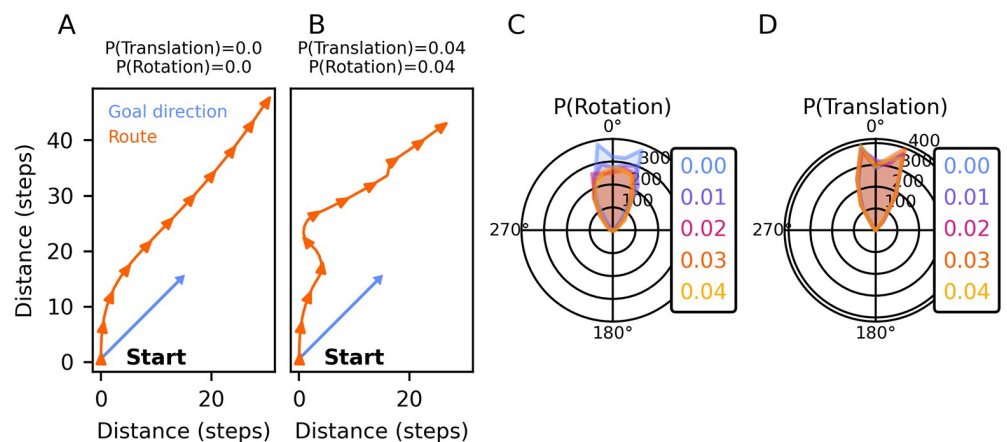 A
P(Translation)=0.0
P(Rotation)=0.0
Goal direction
Route
Start
Distance (steps)
0
10
20
30
40
0
20
Distance (steps)
B
P(Translation)=0.04
P(Rotation)=0.04
Start
0
20
Distance (steps)
C
P(Rotation)
0°
270°
180°
100
200
300
0.00
0.01
0.02
0.03
0.04
D
P(Translation)
0°
270°
180°
100
200
300
400
0.00
0.01
0.02
0.03
0.04